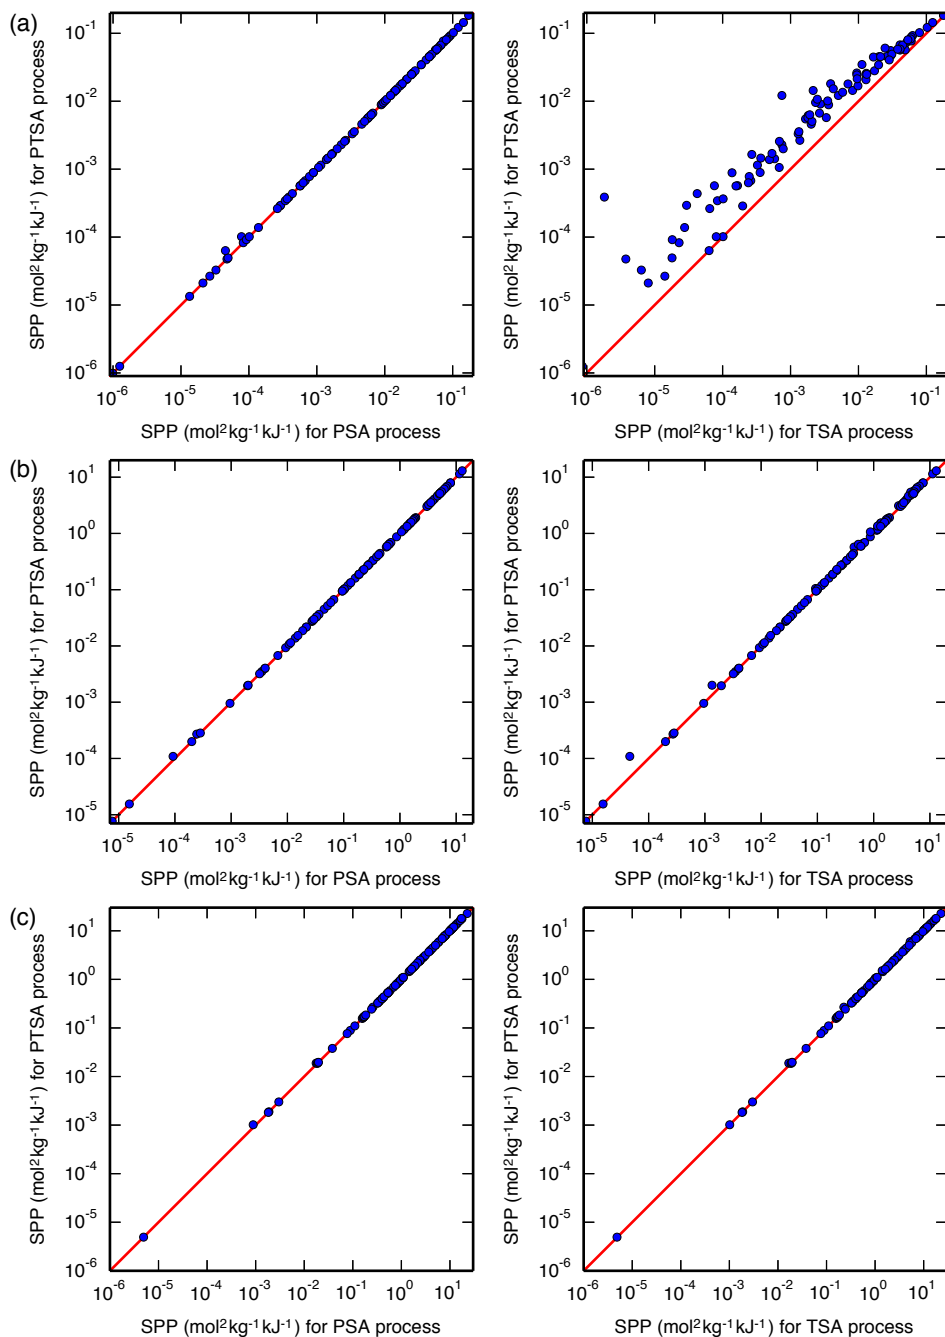 (a)
SPP (mol²kg⁻¹kJ⁻¹) for PTSA process
10⁻¹
10⁻²
10⁻³
10⁻⁴
10⁻⁵
10⁻⁶
10⁻⁶ 10⁻⁵ 10⁻⁴ 10⁻³ 10⁻² 10⁻¹
SPP (mol²kg⁻¹kJ⁻¹) for PSA process
SPP (mol²kg⁻¹kJ⁻¹) for PTSA process
10⁻¹
10⁻²
10⁻³
10⁻⁴
10⁻⁵
10⁻⁶
10⁻⁶ 10⁻⁵ 10⁻⁴ 10⁻³ 10⁻² 10⁻¹
SPP (mol²kg⁻¹kJ⁻¹) for TSA process
(b)
SPP (mol²kg⁻¹kJ⁻¹) for PTSA process
10¹
10⁰
10⁻¹
10⁻²
10⁻³
10⁻⁴
10⁻⁵
10⁻⁵ 10⁻⁴ 10⁻³ 10⁻² 10⁻¹ 10⁰ 10¹
SPP (mol²kg⁻¹kJ⁻¹) for PSA process
SPP (mol²kg⁻¹kJ⁻¹) for PTSA process
10¹
10⁰
10⁻¹
10⁻²
10⁻³
10⁻⁴
10⁻⁵
10⁻⁵ 10⁻⁴ 10⁻³ 10⁻² 10⁻¹ 10⁰ 10¹
SPP (mol²kg⁻¹kJ⁻¹) for TSA process
(c)
SPP (mol²kg⁻¹kJ⁻¹) for PTSA process
10¹
10⁰
10⁻¹
10⁻²
10⁻³
10⁻⁴
10⁻⁵
10⁻⁶
10⁻⁶ 10⁻⁵ 10⁻⁴ 10⁻³ 10⁻² 10⁻¹ 10⁰ 10¹
SPP (mol²kg⁻¹kJ⁻¹) for PSA process
SPP (mol²kg⁻¹kJ⁻¹) for PTSA process
10¹
10⁰
10⁻¹
10⁻²
10⁻³
10⁻⁴
10⁻⁵
10⁻⁶
10⁻⁶ 10⁻⁵ 10⁻⁴ 10⁻³ 10⁻² 10⁻¹ 10⁰ 10¹
SPP (mol²kg⁻¹kJ⁻¹) for TSA process